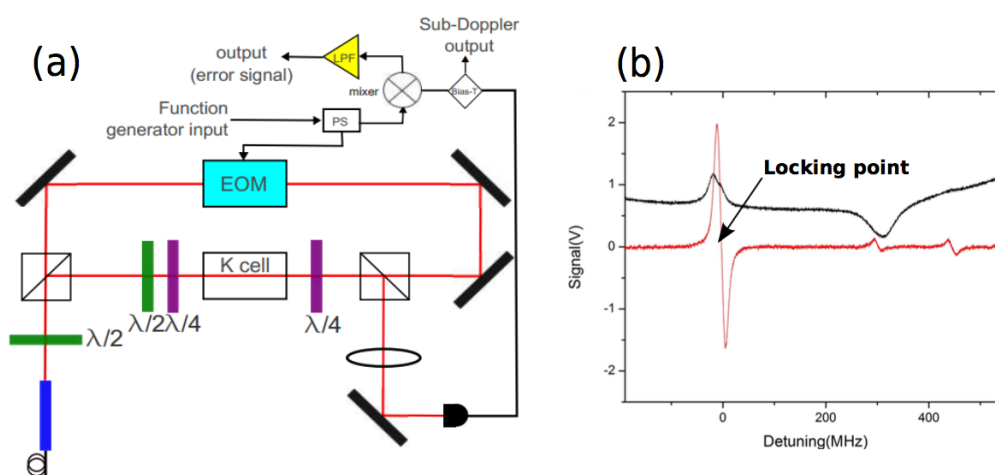 (a)
Sub-Doppler
output
output
(error signal)
LPF
mixer
Bias-T
Function
generator input
PS
EOM
K cell
λ/2
λ/4
λ/4
λ/2
(b)
Locking point
Signal(V)
2
1
0
-1
-2
0
200
400
Detuning(MHz)